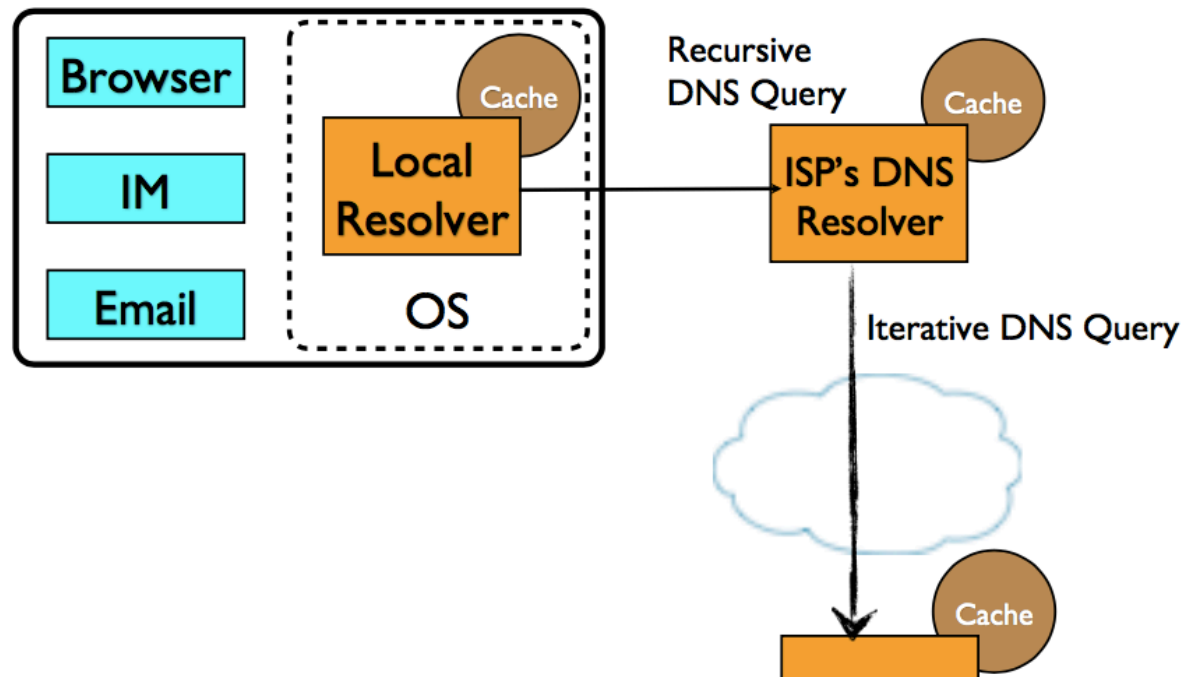 Browser
IM
Email
Cache
Local
Resolver
OS
Recursive
DNS Query
Cache
ISP's DNS
Resolver
Iterative DNS Query
Cache